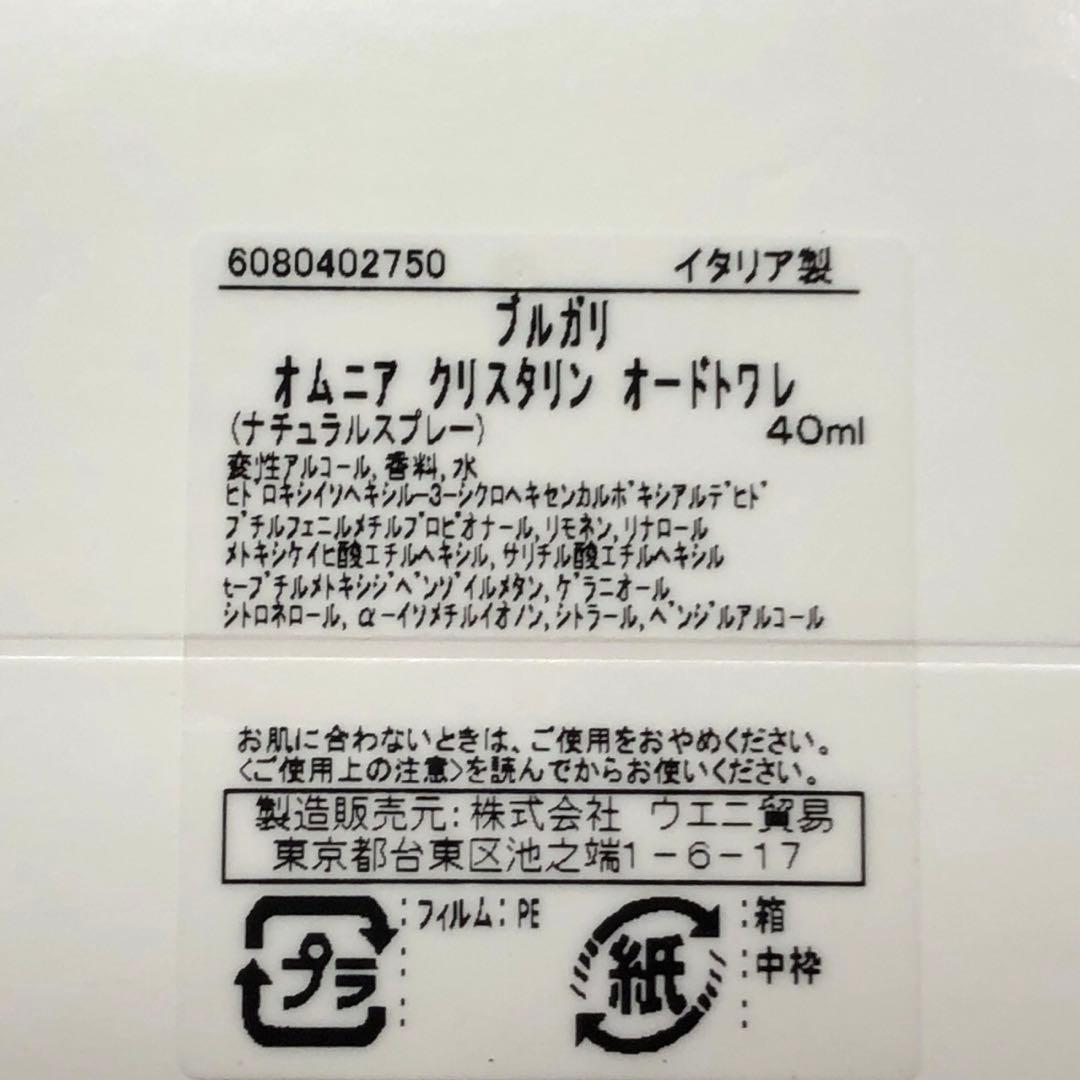 6080402750 イタリア製
ブルガリ
オムニア クリスタリン オードトワレ
(ナチュラルスプレー) 40ml
変性アルコール, 香料, 水
ヒドロキシイソヘキシル-3-シクロヘキセンカルボキシアルデヒド
ブチルフェニルメチルプロピオナール, リモネン, リナロール
メトキシケイヒ酸エチルヘキシル, サリチル酸エチルヘキシル
t-ブチルメトキシジベンゾイルメタン, ゲラニオール,
シトロネロール, α-イソメチルイオノン, シトラール, ベンジルアルコール
お肌に合わないときは、ご使用をおやめください。
<ご使用上の注意>を読んでからお使いください。
製造販売元: 株式会社 ウエニ貿易
東京都台東区池之端1-6-17
プラ : フィルム: PE
紙 : 箱
: 中枠